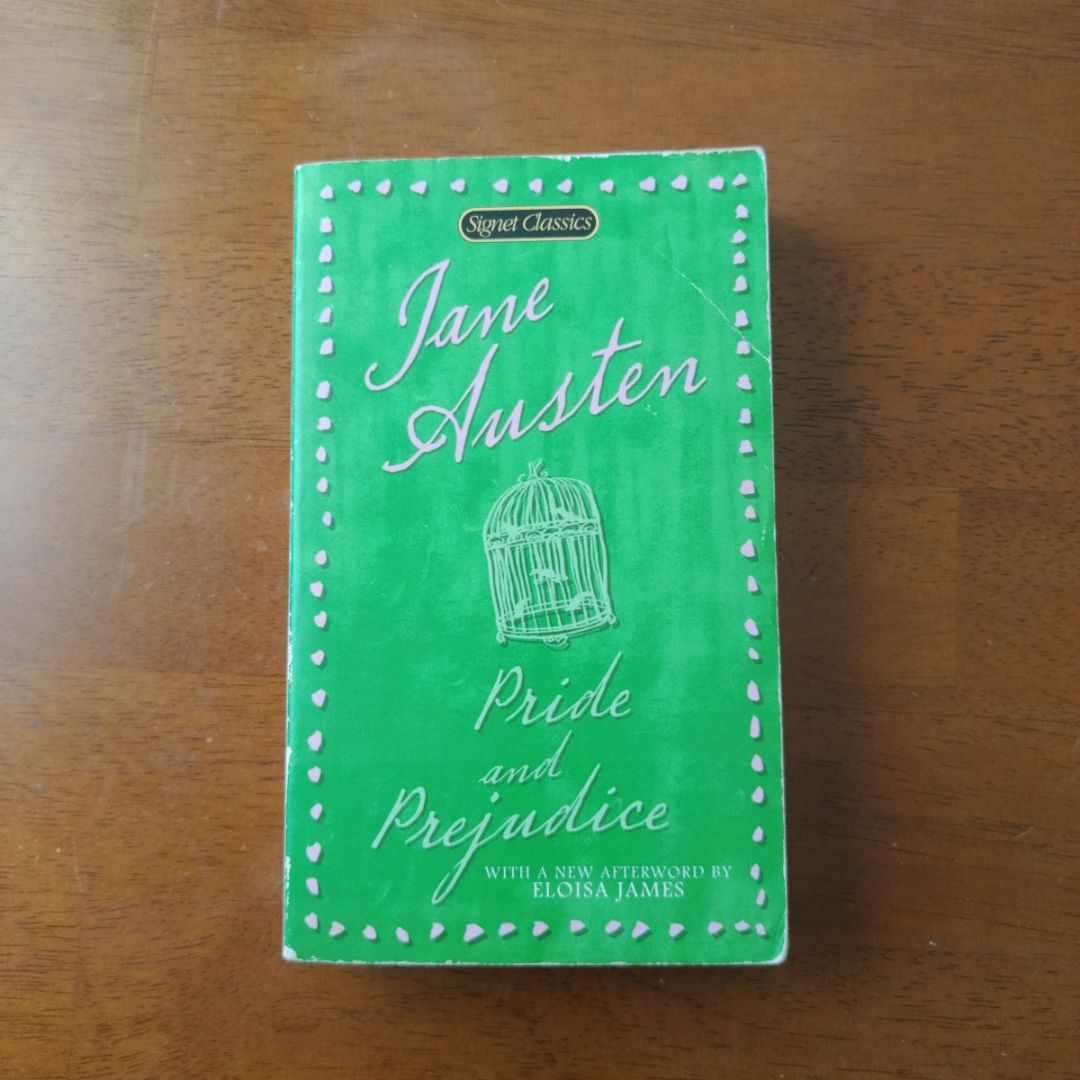 Signet Classics
Jane
Austen
Pride
and
Prejudice
WITH A NEW AFTERWORD BY
ELOISA JAMES